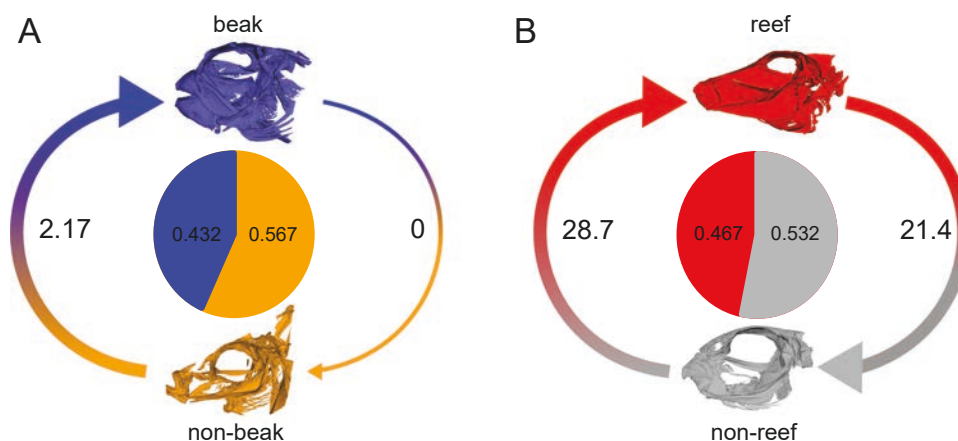 A
beak
2.17
0.432
0.567
0
non-beak
B
reef
28.7
0.467
0.532
21.4
non-reef